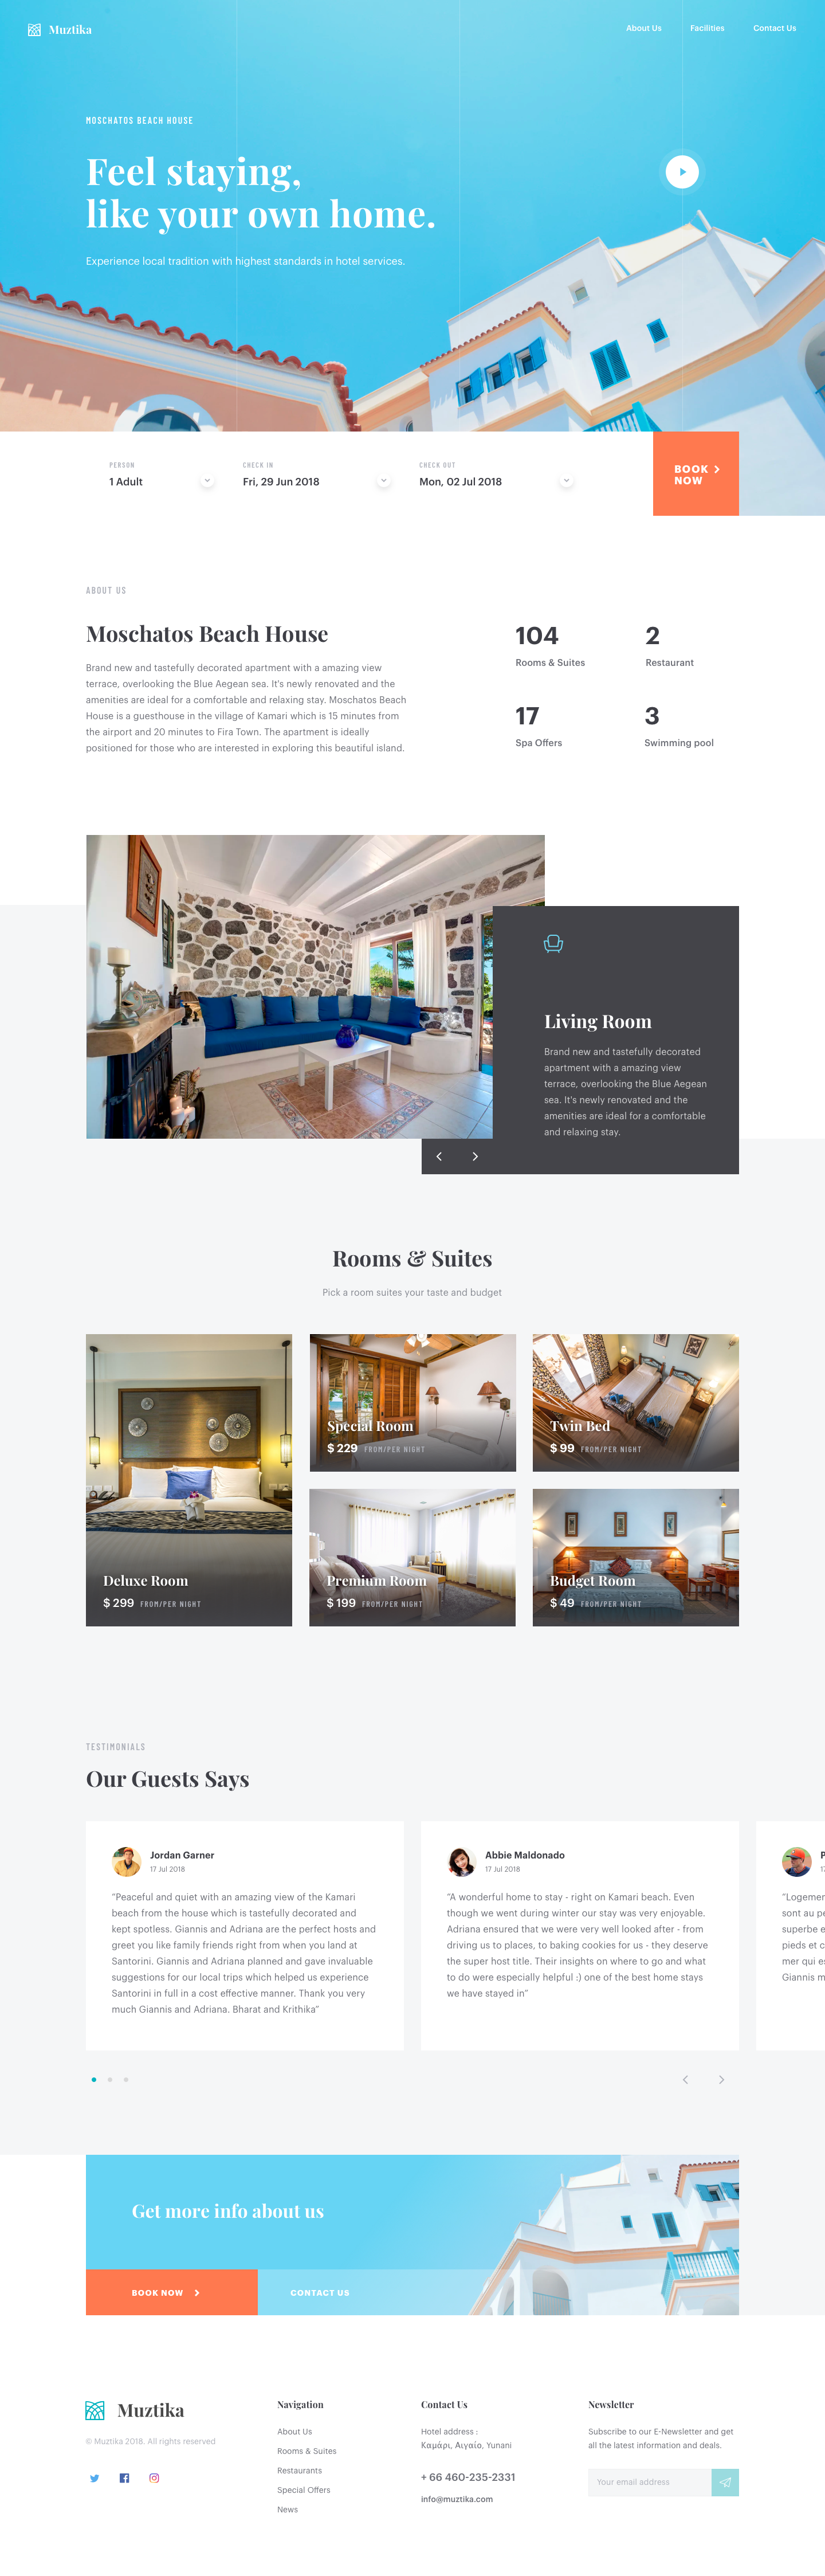 Muztika
About Us
Facilities
Contact Us
MOSCHATOS BEACH HOUSE
Feel staying,
like your own home.
Experience local tradition with highest standards in hotel services.
PERSON
1 Adult
CHECK IN
Fri, 29 Jun 2018
CHECK OUT
Mon, 02 Jul 2018
BOOK
NOW
ABOUT US
Moschatos Beach House
Brand new and tastefully decorated apartment with a amazing view
terrace, overlooking the Blue Aegean sea. It's newly renovated and the
amenities are ideal for a comfortable and relaxing stay. Moschatos Beach
House is a guesthouse in the village of Kamari which is 15 minutes from
the airport and 20 minutes to Fira Town. The apartment is ideally
positioned for those who are interested in exploring this beautiful island.
104
Rooms & Suites
2
Restaurant
17
Spa Offers
3
Swimming pool
Living Room
Brand new and tastefully decorated
apartment with a amazing view
terrace, overlooking the Blue Aegean
sea. It's newly renovated and the
amenities are ideal for a comfortable
and relaxing stay.
Rooms & Suites
Pick a room suites your taste and budget
Deluxe Room
$ 299 FROM/PER NIGHT
Special Room
$ 229 FROM/PER NIGHT
Twin Bed
$ 99 FROM/PER NIGHT
Premium Room
$ 199 FROM/PER NIGHT
Budget Room
$ 49 FROM/PER NIGHT
TESTIMONIALS
Our Guests Says
Jordan Garner
17 Jul 2018
“Peaceful and quiet with an amazing view of the Kamari
beach from the house which is tastefully decorated and
kept spotless. Giannis and Adriana are the perfect hosts and
greet you like family friends right from when you land at
Santorini. Giannis and Adriana planned and gave invaluable
suggestions for our local trips which helped us experience
Santorini in full in a cost effective manner. Thank you very
much Giannis and Adriana. Bharat and Krithika”
Abbie Maldonado
17 Jul 2018
“A wonderful home to stay - right on Kamari beach. Even
though we went during winter our stay was very enjoyable.
Adriana ensured that we were very well looked after - from
driving us to places, to baking cookies for us - they deserve
the super host title. Their insights on where to go and what
to do were especially helpful :) one of the best home stays
we have stayed in”
sont au
superbe
pieds et
mer qui
Giannis
Get more info about us
BOOK NOW
CONTACT US
Muztika
© Muztika 2018. All rights reserved
Navigation
About Us
Rooms & Suites
Restaurants
Special Offers
News
Contact Us
Hotel address :
Καμάρι, Αιγαίο, Yunani
+ 66 460-235-2331
info@muztika.com
Newsletter
Subscribe to our E-Newsletter and get
all the latest information and deals.
Your email address